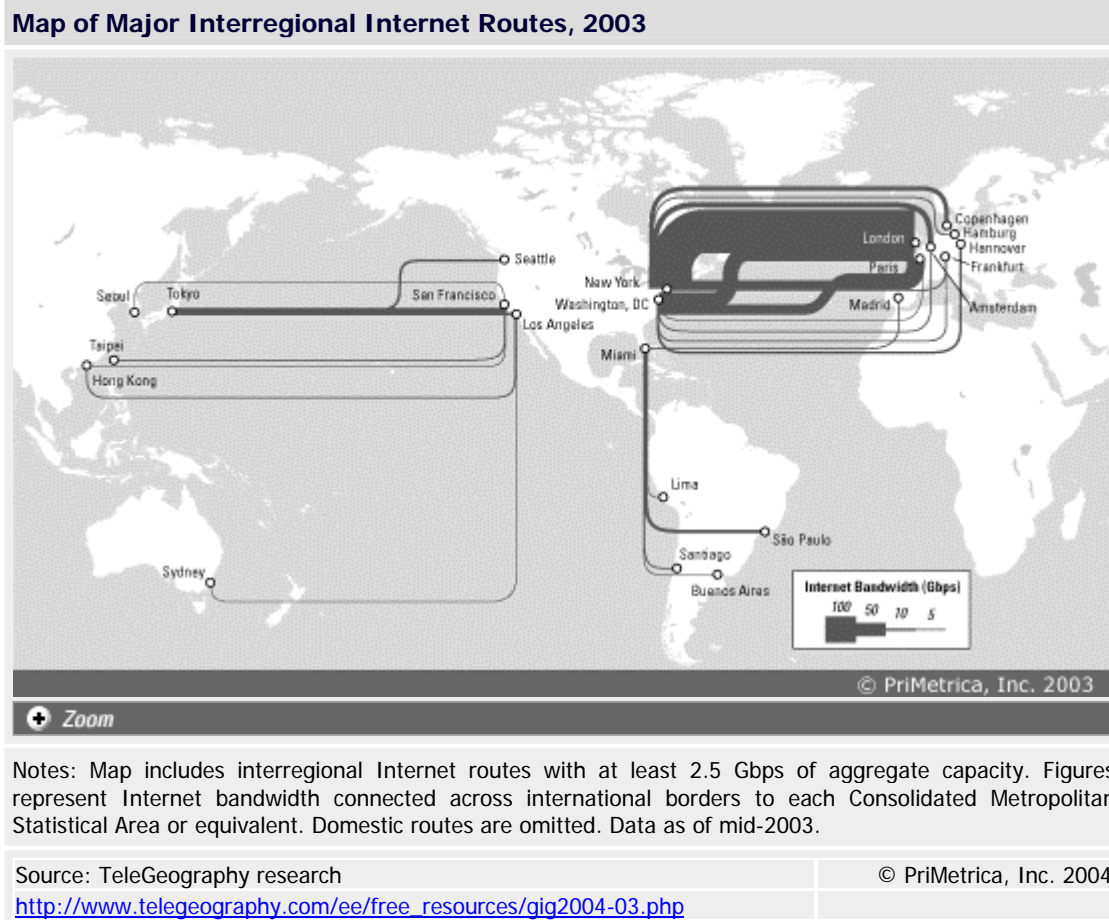 Map of Major Interregional Internet Routes, 2003
Copenhagen
Hamburg
London
Hannover
Seattle
Paris
Frankfurt
New York
Seoul
Tokyo
San Francisco
Washington, DC
Madrid
Amsterdam
Los Angeles
Taipei
Miami
Hong Kong
Lima
São Paulo
Santiago
Sydney
Buenos Aires
Internet Bandwidth (Gbps)
100 50 10 5
© PriMetrica, Inc. 2003
Zoom
Notes: Map includes interregional Internet routes with at least 2.5 Gbps of aggregate capacity. Figures
represent Internet bandwidth connected across international borders to each Consolidated Metropolitan
Statistical Area or equivalent. Domestic routes are omitted. Data as of mid-2003.
Source: TeleGeography research
© PriMetrica, Inc. 2004
http://www.telegeography.com/ee/free_resources/gig2004-03.php